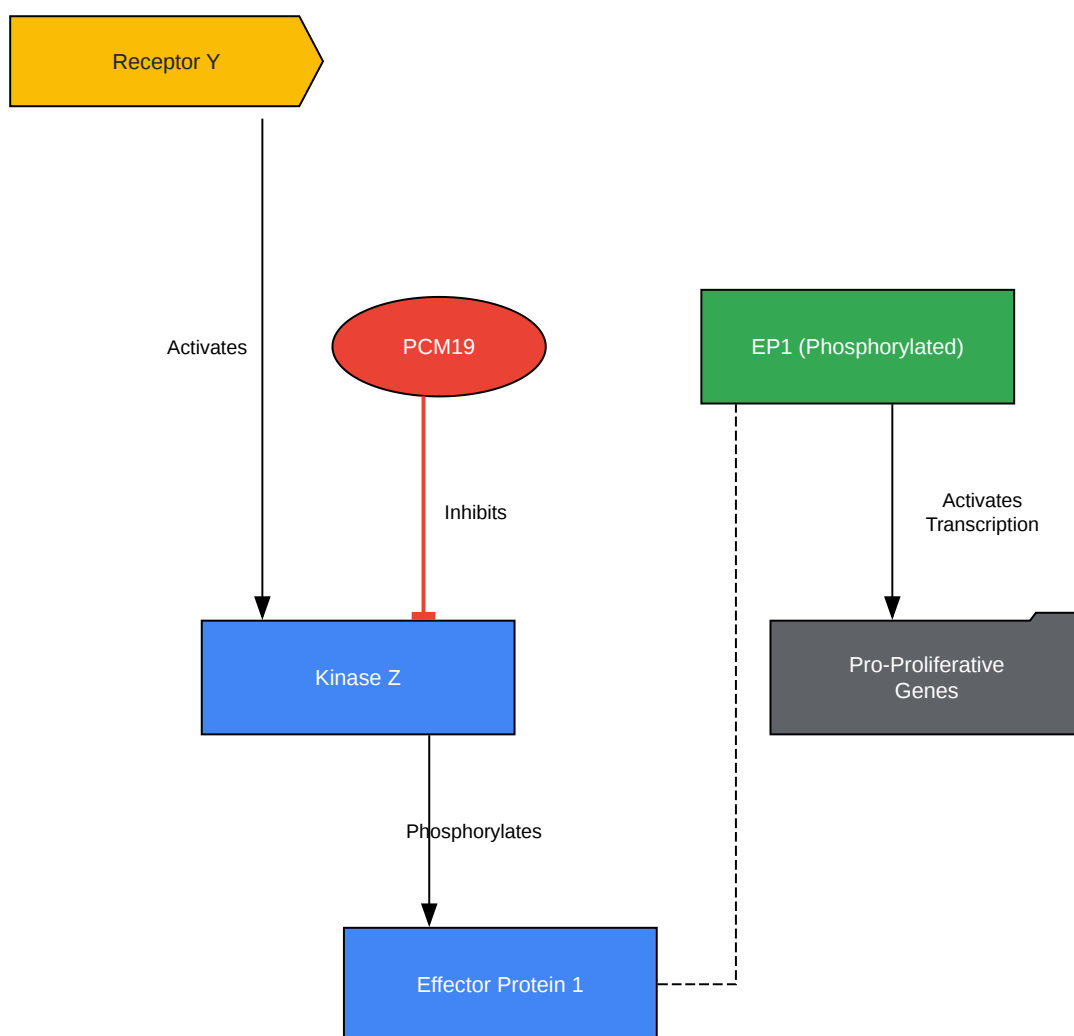 Receptor Y
Activates
PCM19
EP1 (Phosphorylated)
Inhibits
Activates
Transcription
Kinase Z
Pro-Proliferative
Genes
Phosphorylates
Effector Protein 1